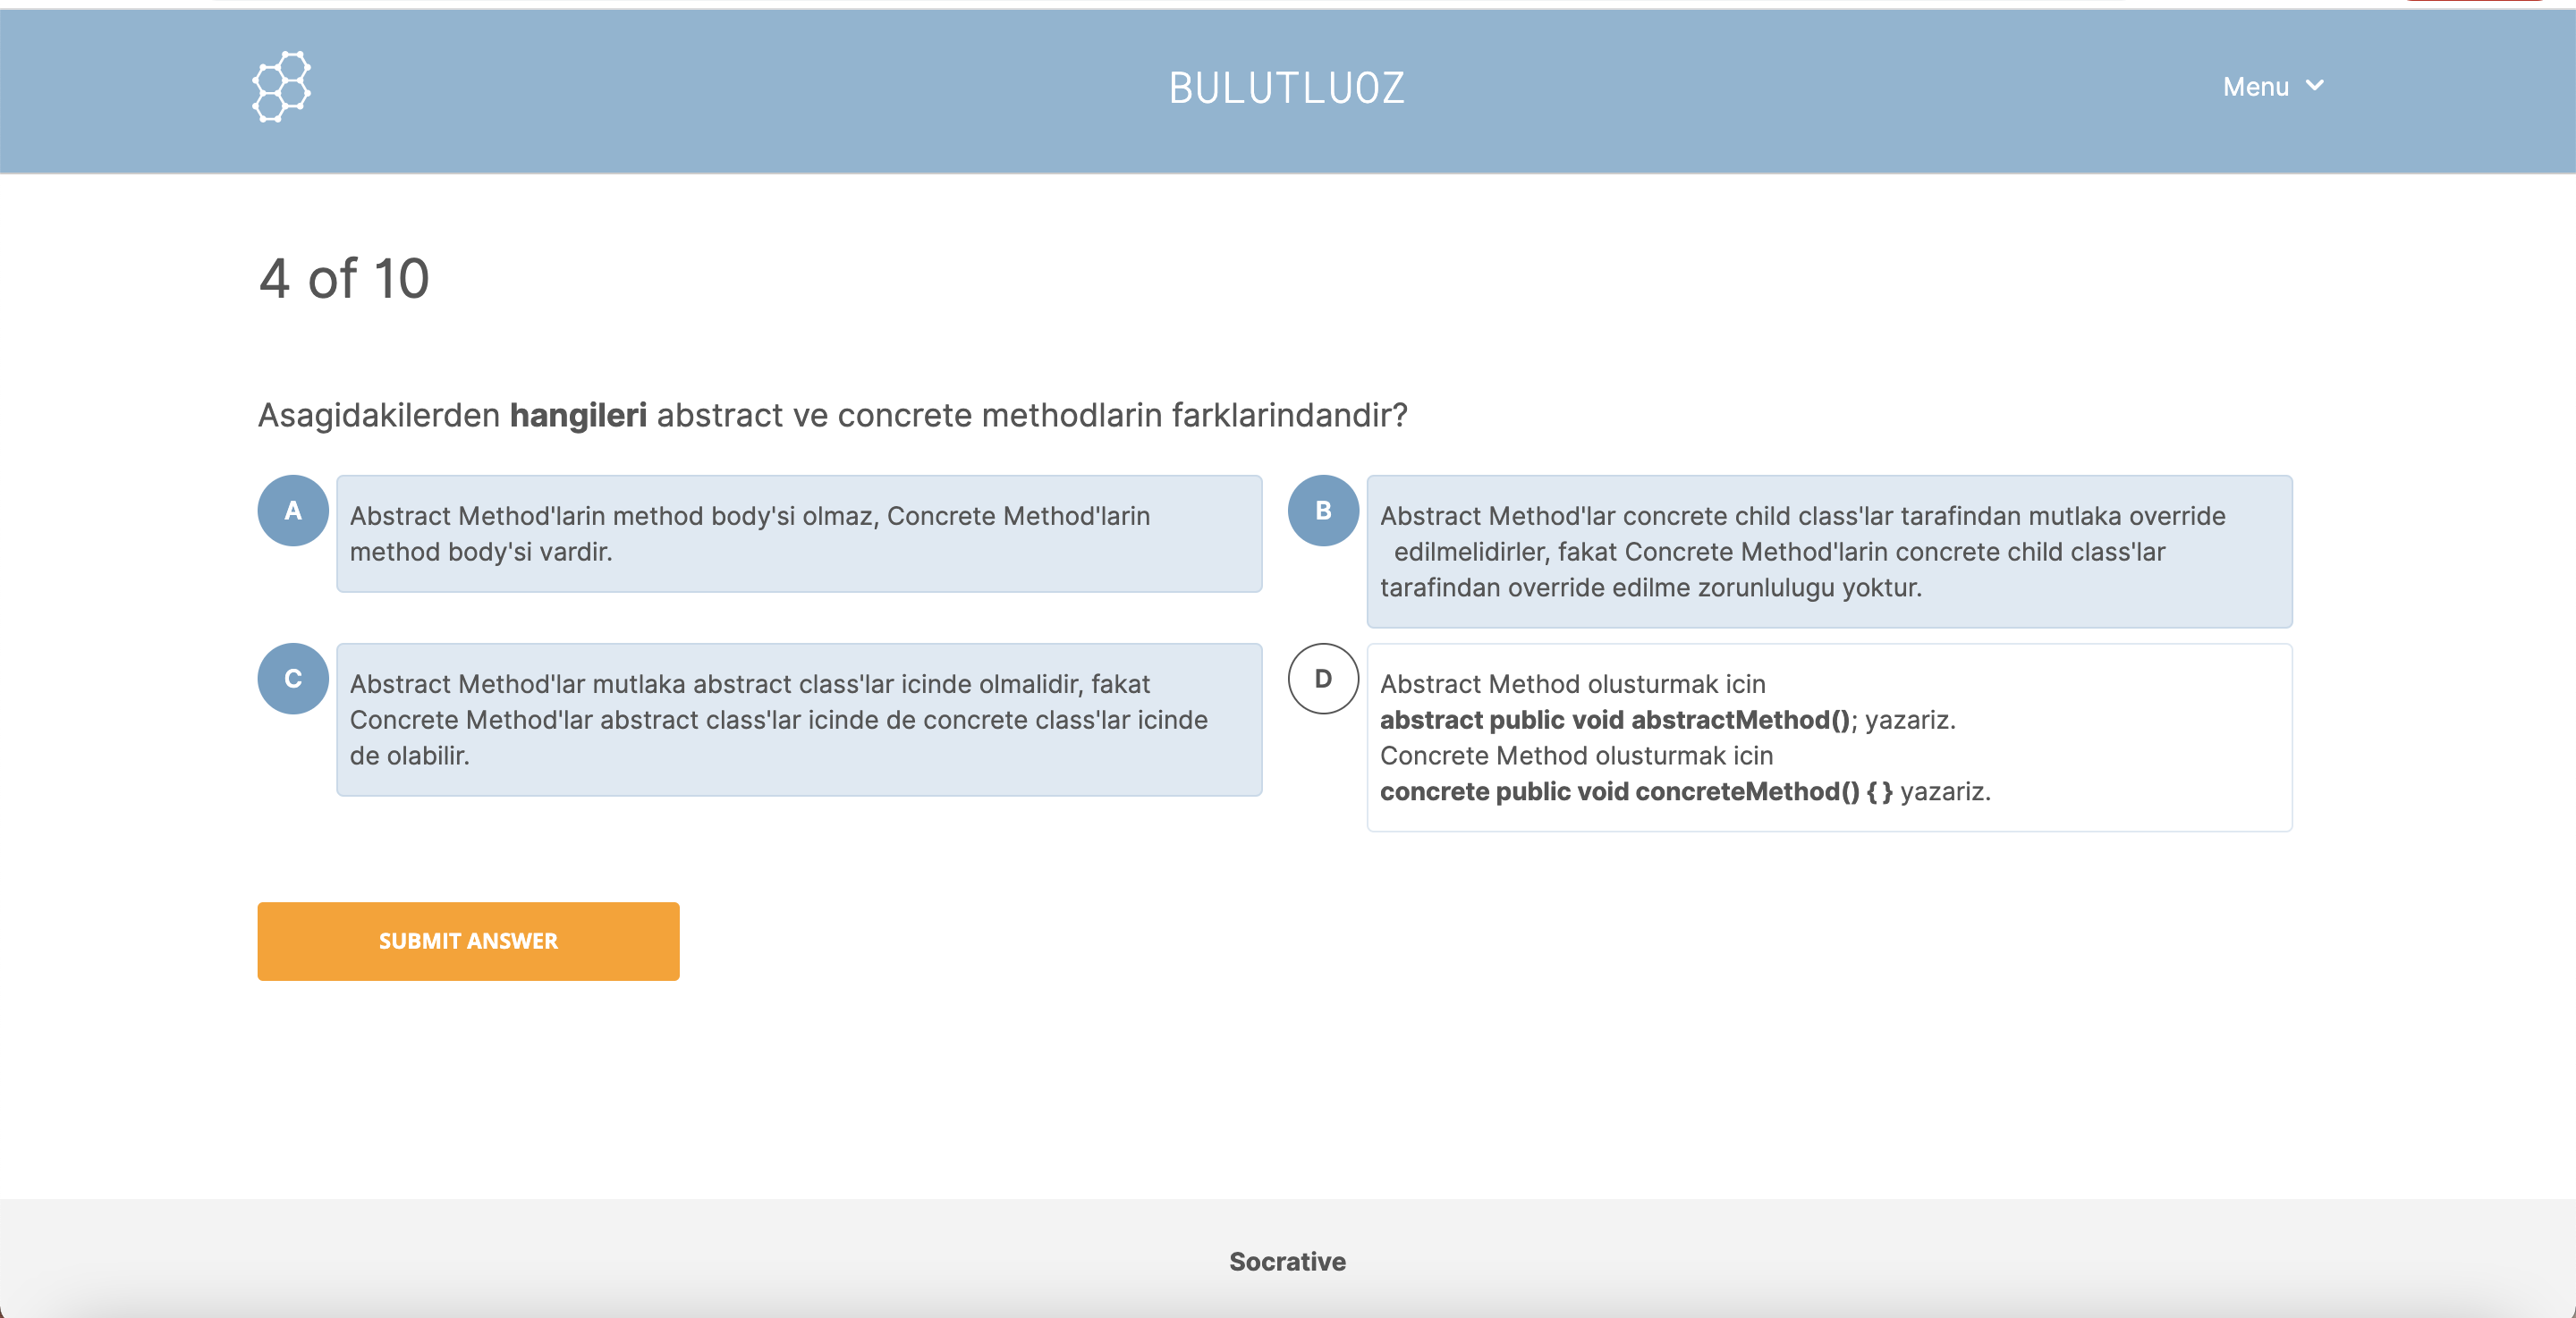 BULUTLUOZ
Menu
4 of 10
Asagidakilerden hangileri abstract ve concrete methodlarin farklarindandir?
A
Abstract Method'larin method body'si olmaz, Concrete Method'larin
method body'si vardir.
B
Abstract Method'lar concrete child class'lar tarafindan mutlaka override
edilmelidirler, fakat Concrete Method'larin concrete child class'lar
tarafindan override edilme zorunlulugu yoktur.
C
Abstract Method'lar mutlaka abstract class'lar icinde olmalidir, fakat
Concrete Method'lar abstract class'lar icinde de concrete class'lar icinde
de olabilir.
D
Abstract Method olusturmak icin
abstract public void abstractMethod(); yazariz.
Concrete Method olusturmak icin
concrete public void concreteMethod() { } yazariz.
SUBMIT ANSWER
Socrative